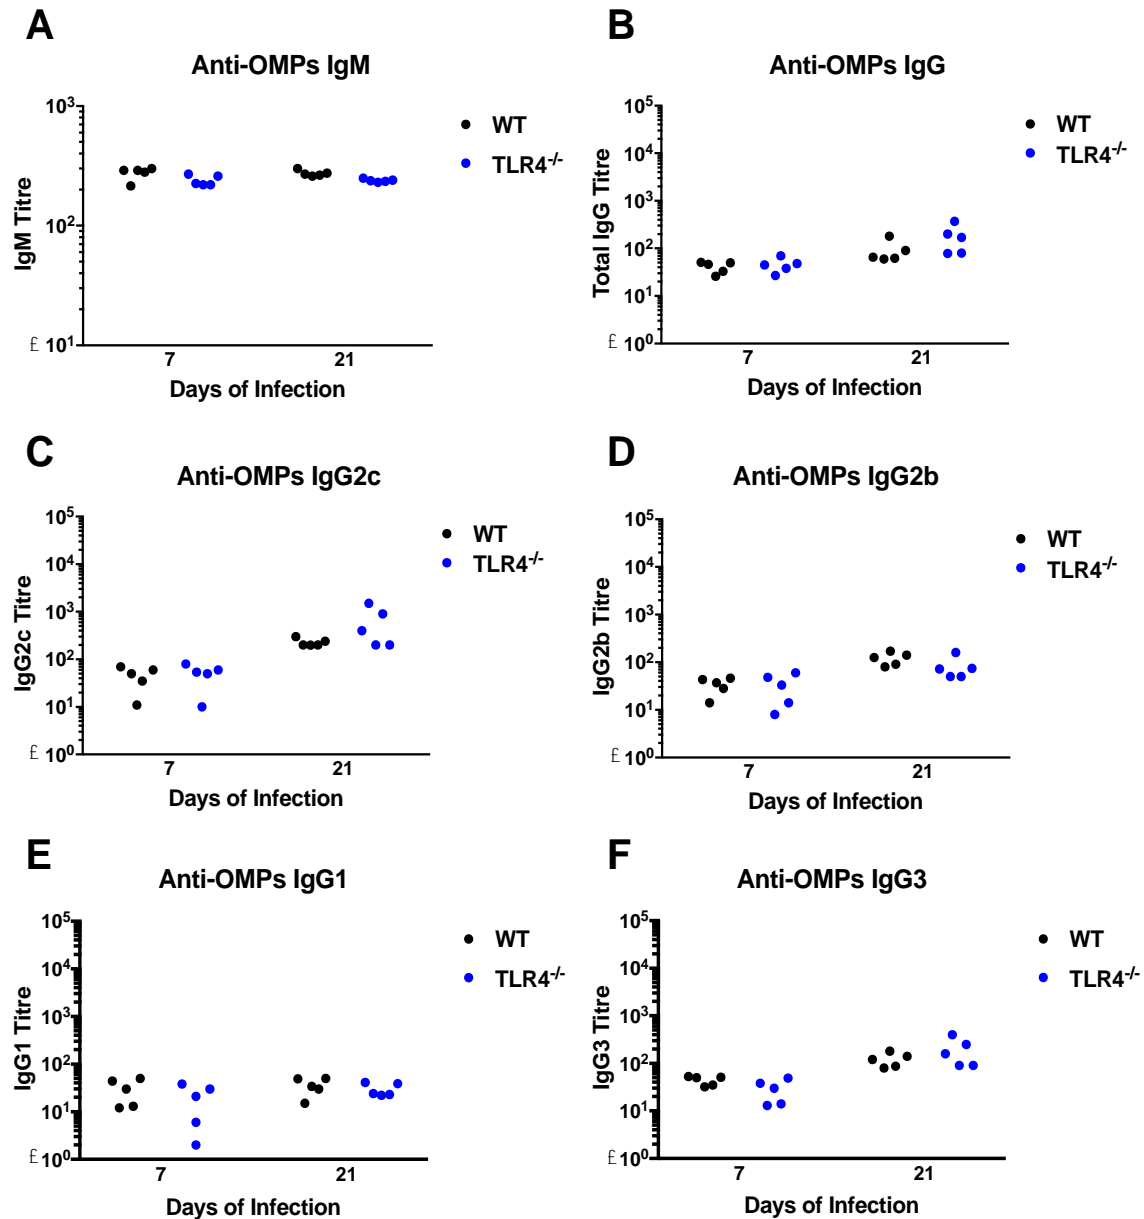 A
Anti-OMPs IgM
10³
10²
£ 10¹
IgM Titre
7
21
Days of Infection
WT
TLR4⁻/⁻
B
Anti-OMPs IgG
10⁵
10⁴
10³
10²
10¹
£ 10⁰
Total IgG Titre
7
21
Days of Infection
WT
TLR4⁻/⁻
C
Anti-OMPs IgG2c
10⁵
10⁴
10³
10²
10¹
£ 10⁰
IgG2c Titre
7
21
Days of Infection
WT
TLR4⁻/⁻
D
Anti-OMPs IgG2b
10⁵
10⁴
10³
10²
10¹
£ 10⁰
IgG2b Titre
7
21
Days of Infection
WT
TLR4⁻/⁻
E
Anti-OMPs IgG1
10⁵
10⁴
10³
10²
10¹
£ 10⁰
IgG1 Titre
7
21
Days of Infection
WT
TLR4⁻/⁻
F
Anti-OMPs IgG3
10⁵
10⁴
10³
10²
10¹
£ 10⁰
IgG3 Titre
7
21
Days of Infection
WT
TLR4⁻/⁻